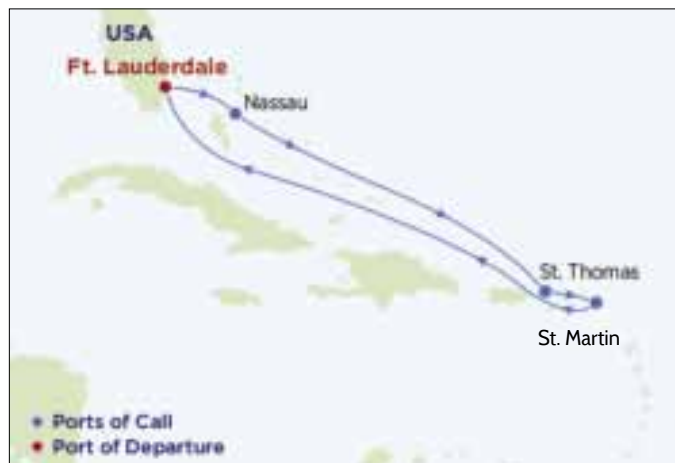 USA
Ft. Lauderdale
Nassau
St. Thomas
St. Martin
Ports of Call
Port of Departure